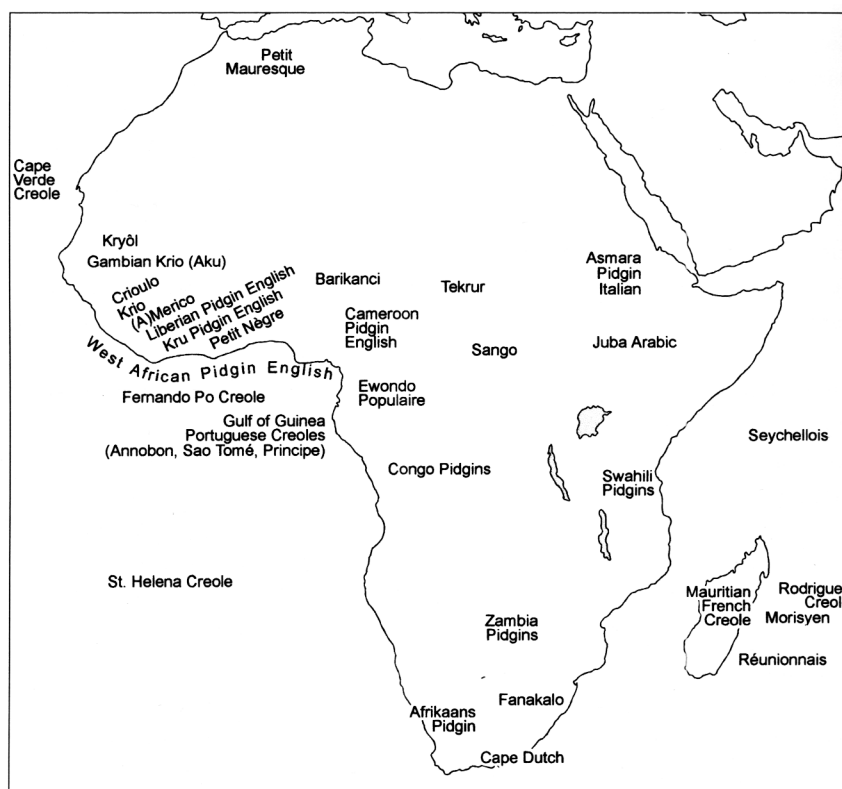 Petit
Mauresque
Cape
Verde
Creole
Kryôl
Gambian Krio (Aku)
Crioulo
Krio
(A)Merico
Liberian Pidgin English
Kru Pidgin English
Petit Nègre
West African Pidgin English
Barikanci
Tekrur
Asmara
Pidgin
Italian
Cameroon
Pidgin
English
Sango
Juba Arabic
Fernando Po Creole
Ewondo
Populaire
Gulf of Guinea
Portuguese Creoles
(Annobon, Sao Tomé, Principe)
Seychellois
Congo Pidgins
Swahili
Pidgins
St. Helena Creole
Mauritian
French
Creole
Rodrigue
Creol
Morisyen
Réunionnais
Zambia
Pidgins
Fanakalo
Afrikaans
Pidgin
Cape Dutch